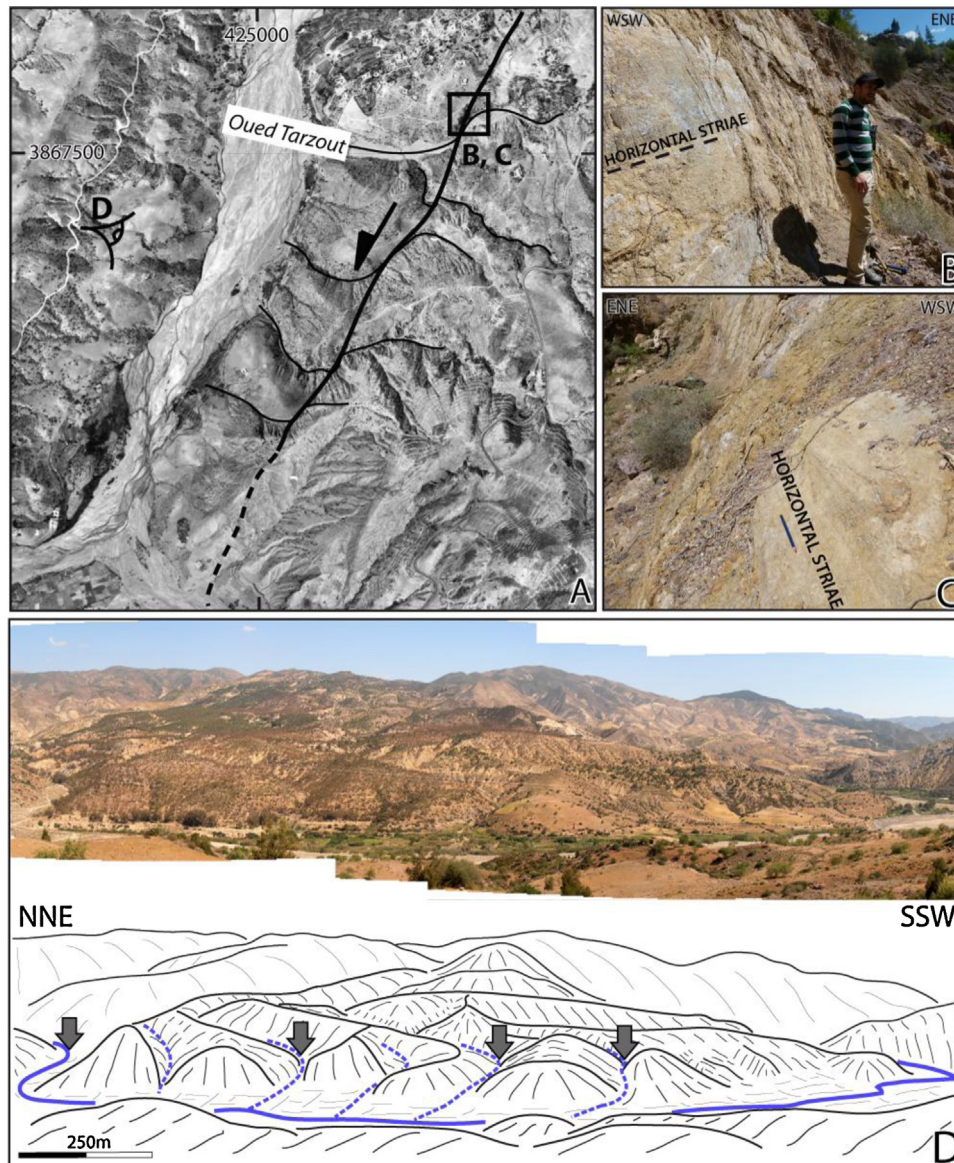 425000
3867500
Oued Tarzout
B, C
D
A
WSW
ENE
HORIZONTAL STRIAE
B
ENE
WSW
HORIZONTAL STRIAE
C
NNE
SSW
250m
D